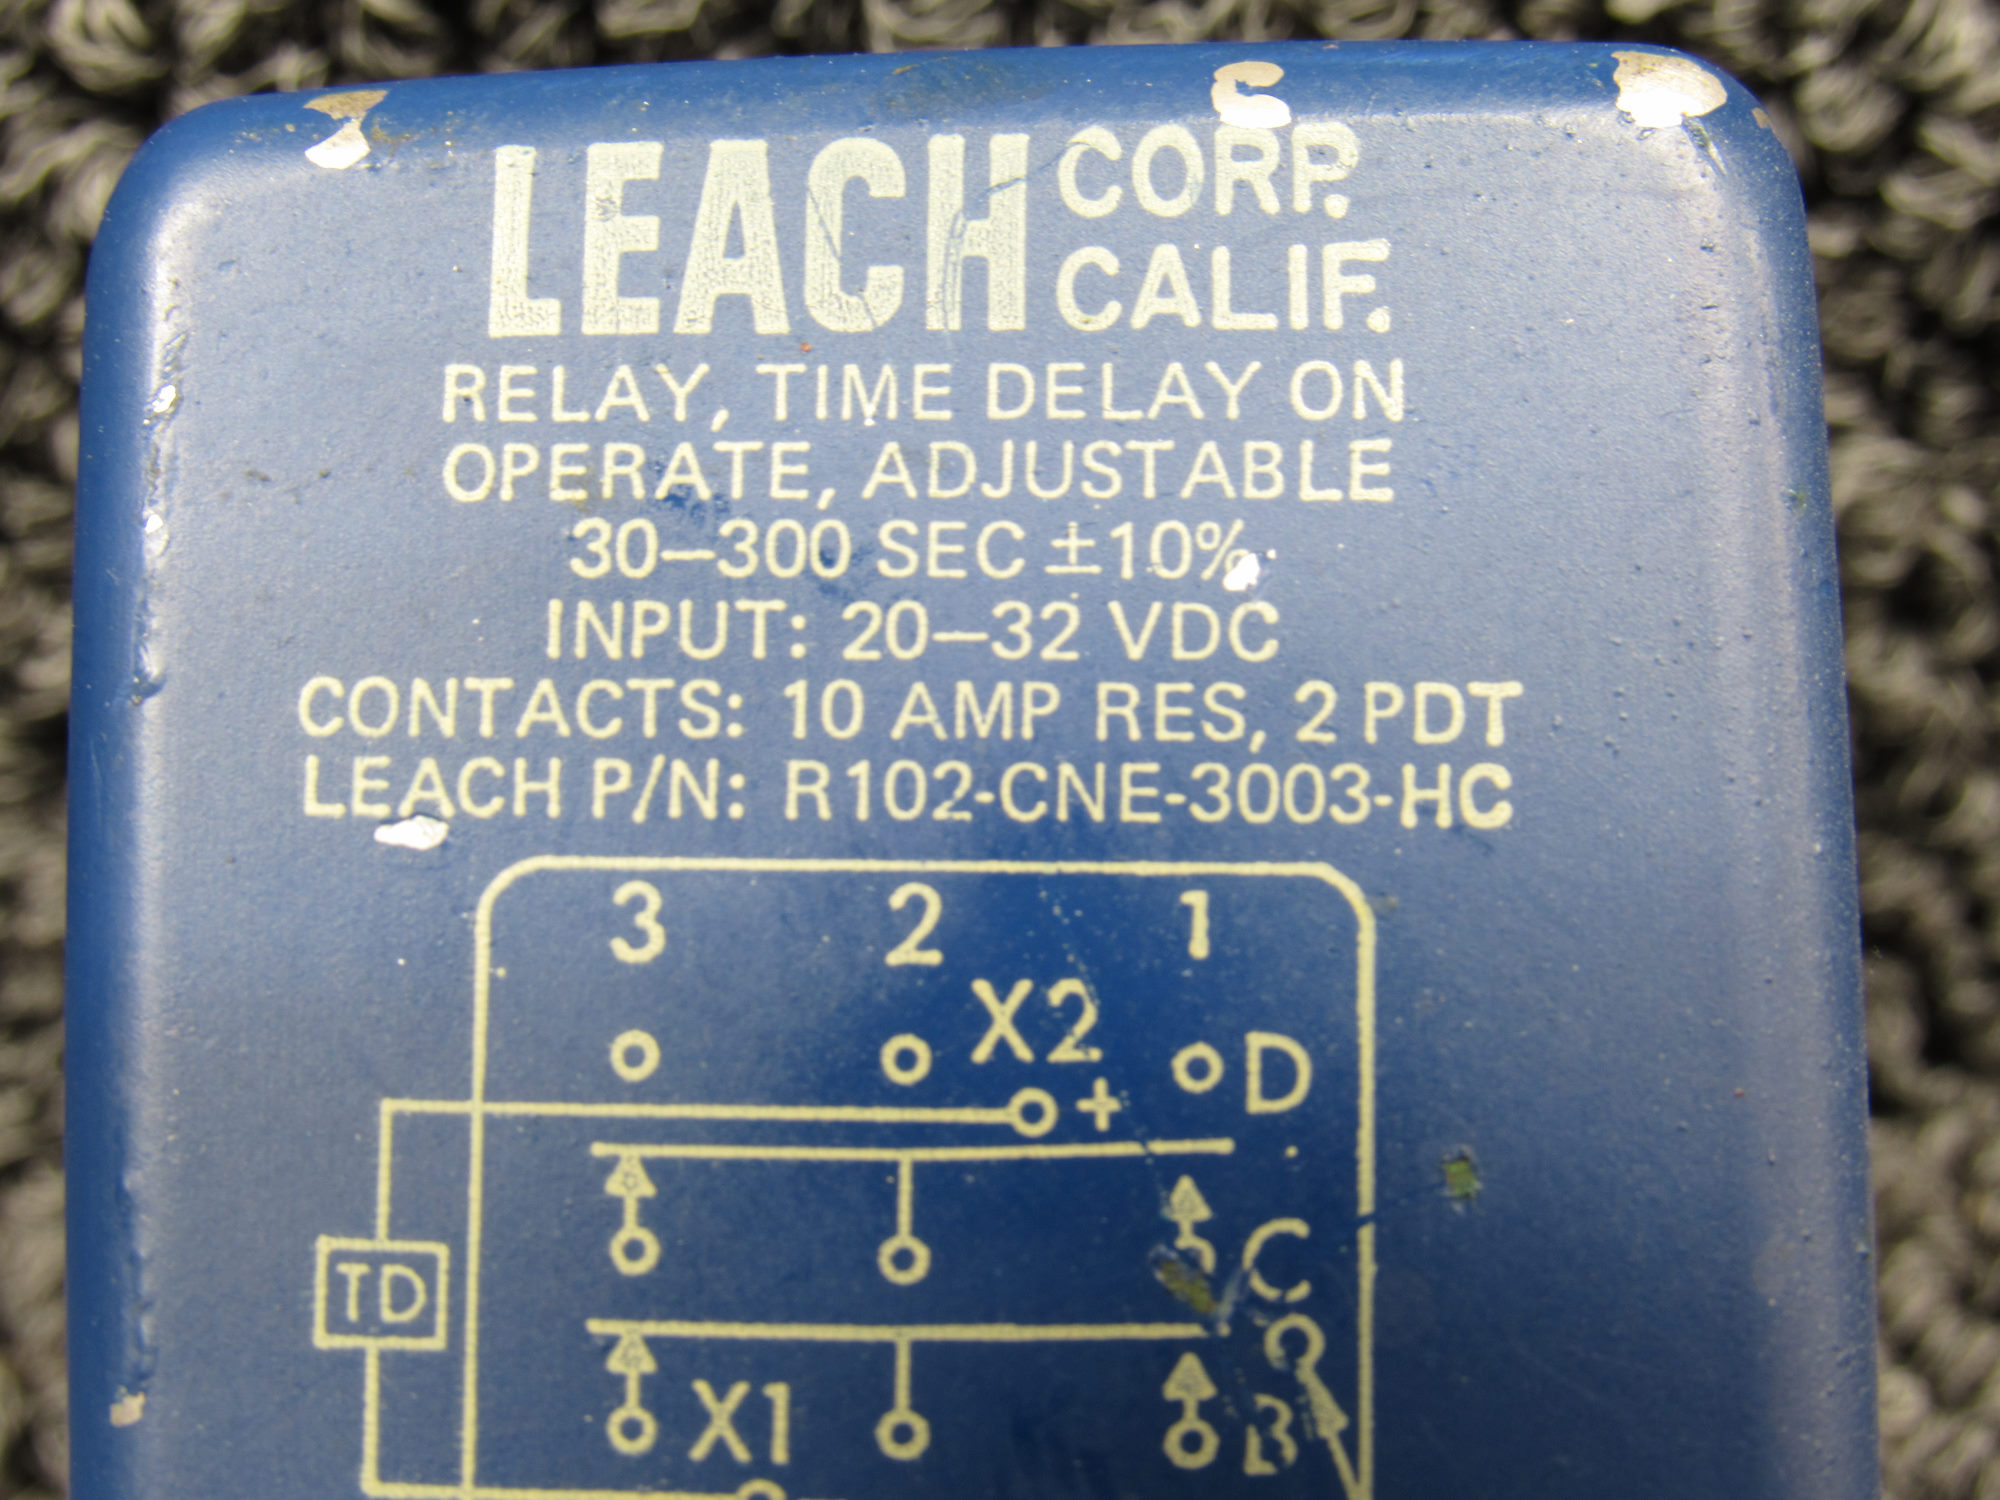 LEACH CORP. CALIF.
RELAY, TIME DELAY ON
OPERATE, ADJUSTABLE
30—300 SEC ±10%
INPUT: 20—32 VDC
CONTACTS: 10 AMP RES, 2 PDT
LEACH P/N: R102-CNE-3003-HC
3 2 1
X2
D
+
C
TD
X1
B